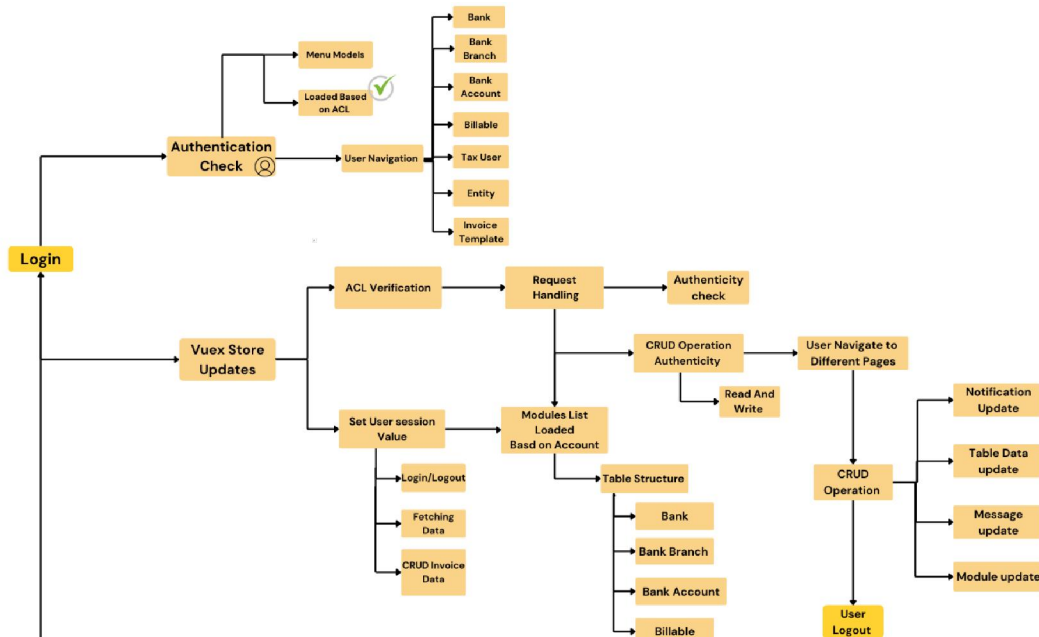 Bank
Menu Models
Bank
Branch
Loaded Based
on ACL
Bank
Account
Billable
Authentication
Check
User Navigation
Tax User
Entity
Invoice
Template
Login
ACL Verification
Request
Handling
Authenticity
check
Vuex Store
Updates
CRUD Operation
Authenticity
User Navigate to
Different Pages
Read And
Write
Notification
Update
Set User session
Value
Modules List
Loaded
Basd on Account
Table Data
update
Login/Logout
Table Structure
CRUD
Operation
Fetching
Data
Bank
Message
update
CRUD Invoice
Data
Bank Branch
Module update
Bank Account
Billable
User
Logout